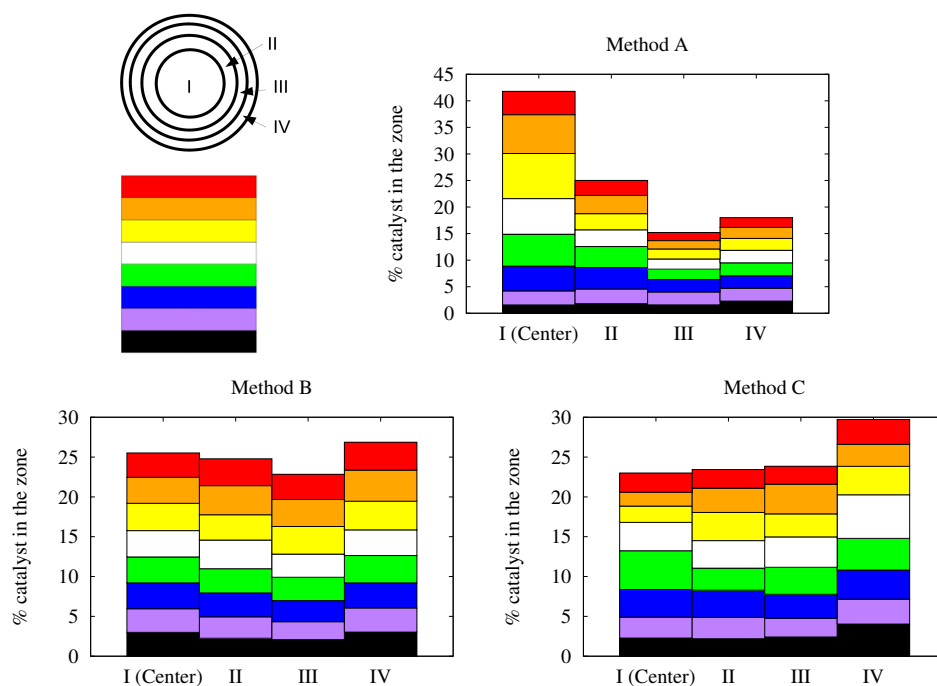 I
II
III
IV
Method A
% catalyst in the zone
45
40
35
30
25
20
15
10
5
0
I (Center) II III IV
Method B
% catalyst in the zone
30
25
20
15
10
5
0
I (Center) II III IV
Method C
% catalyst in the zone
30
25
20
15
10
5
0
I (Center) II III IV